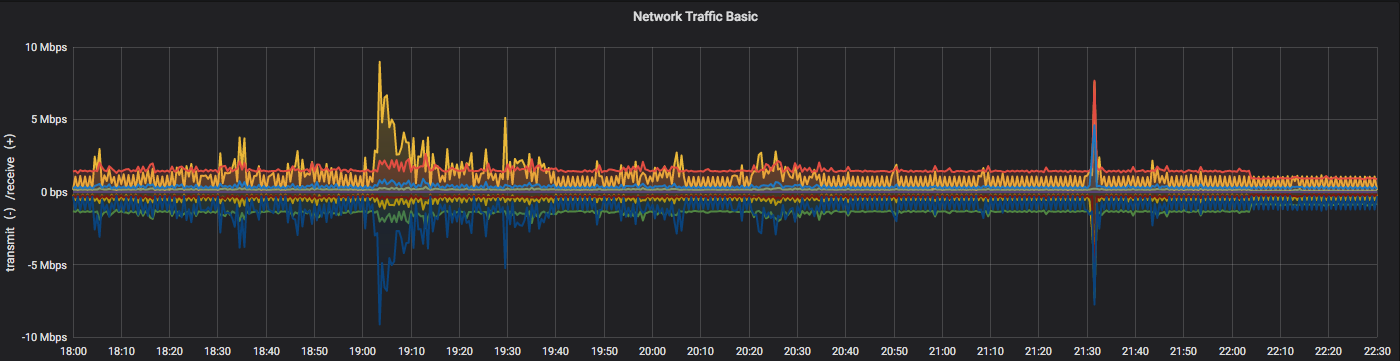 Network Traffic Basic
transmit (-) /receive (+)
10 Mbps
5 Mbps
0 bps
-5 Mbps
-10 Mbps
18:00 18:10 18:20 18:30 18:40 18:50 19:00 19:10 19:20 19:30 19:40 19:50 20:00 20:10 20:20 20:30 20:40 20:50 21:00 21:10 21:20 21:30 21:40 21:50 22:00 22:10 22:20 22:30